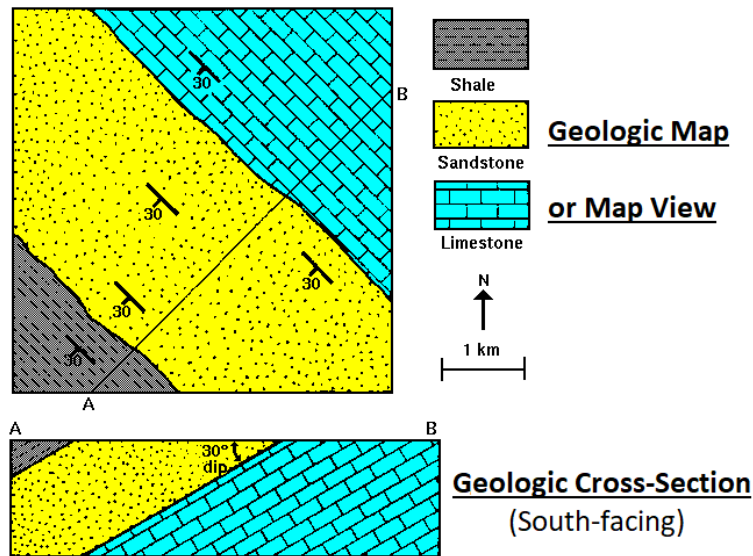 30
B
Shale
Geologic Map
Sandstone
30
or Map View
Limestone
30
30
N
30
1 km
A
A
B
30°
dip
Geologic Cross-Section
(South-facing)